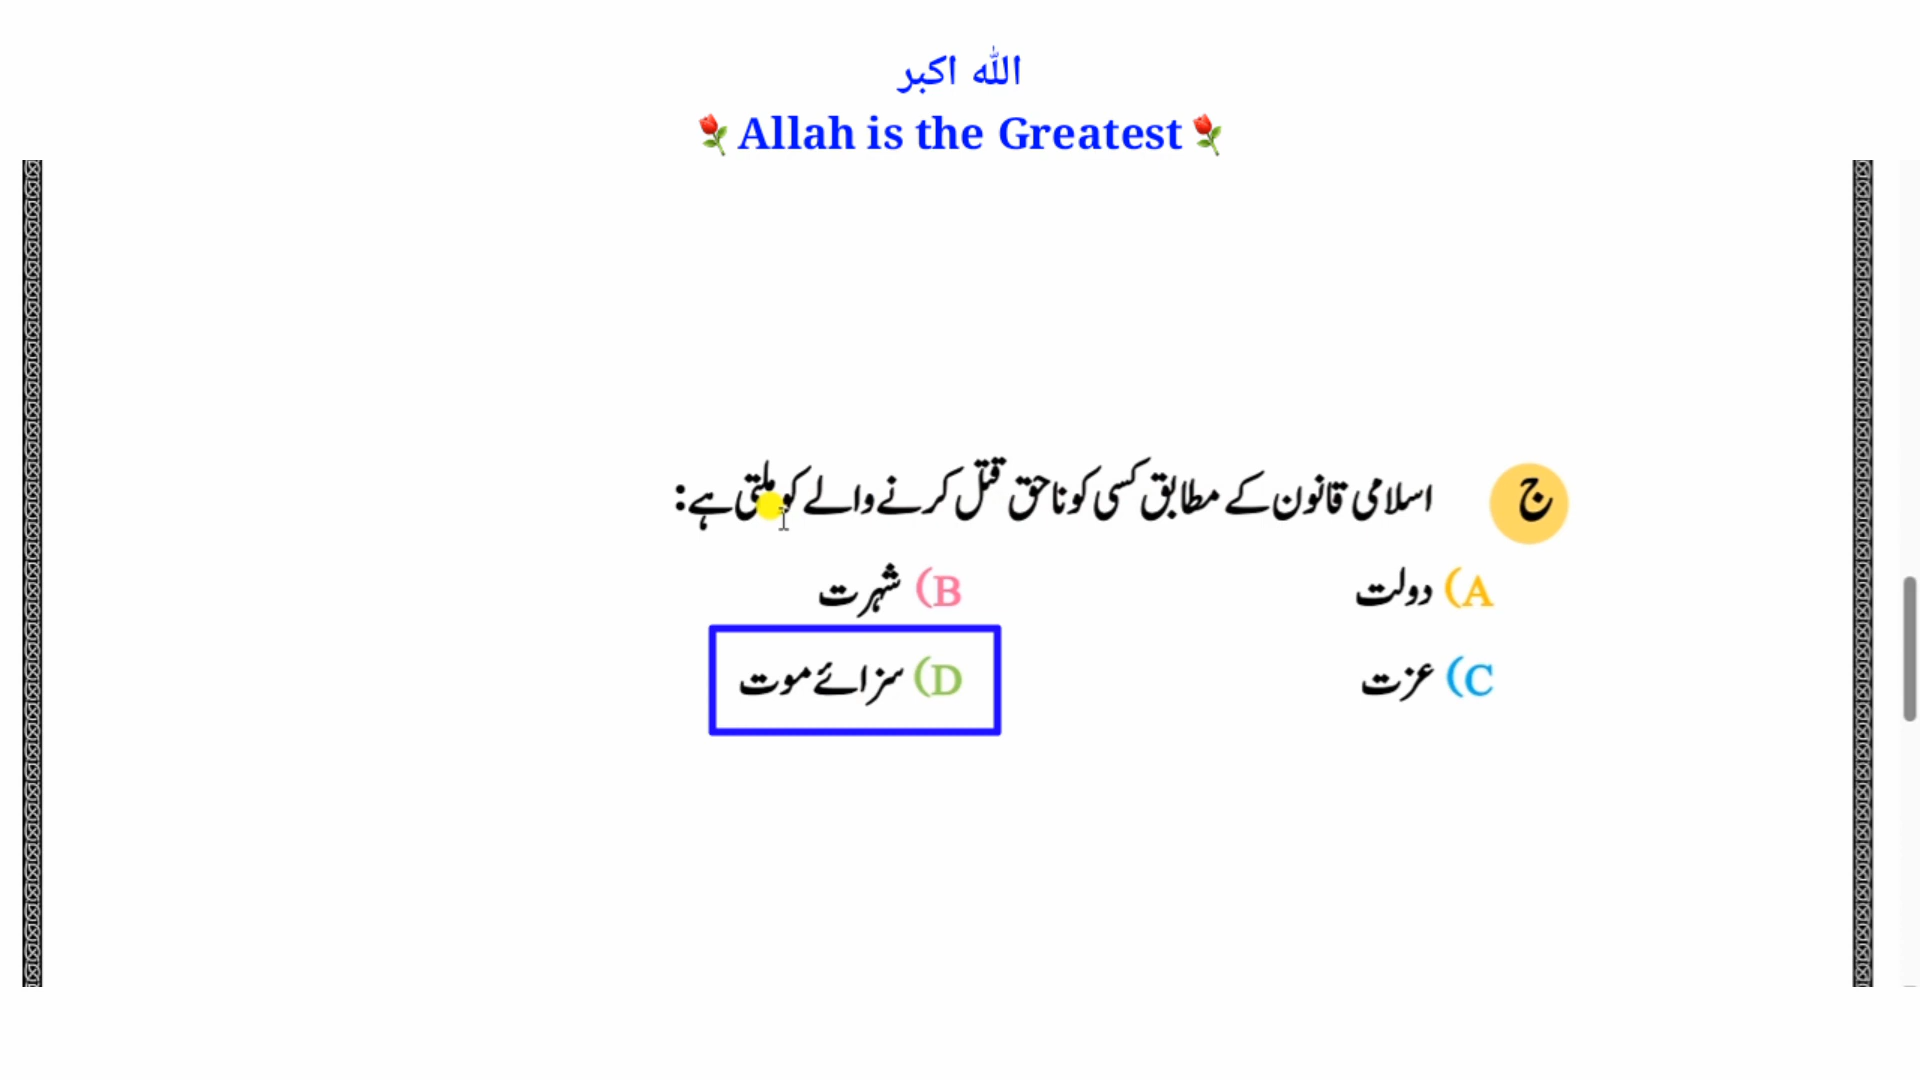 الله اکبر
🌹Allah is the Greatest🌹
ج اسلامی قانون کے مطابق کسی کو ناحق قتل کرنے والے کو ملتی ہے:
A) دولت B) شہرت
C) عزت D) سزائے موت